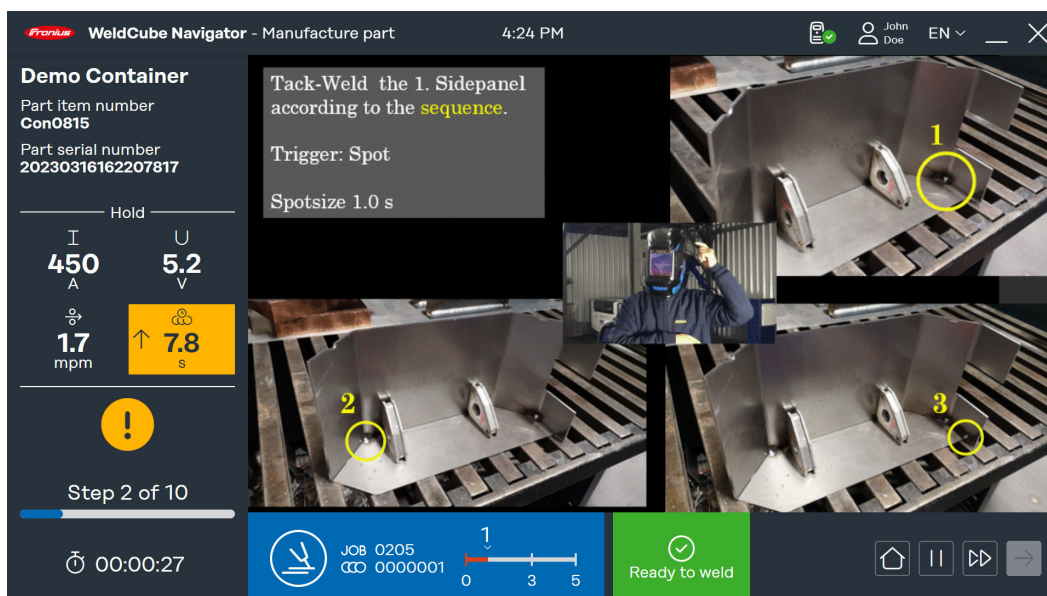 Fronius WeldCube Navigator - Manufacture part 4:24 PM John Doe EN
Demo Container
Part item number
Con0815
Part serial number
20230316162207817
Hold
I U
450 5.2
A V
1.7 7.8
mpm s
!
Step 2 of 10
00:00:27
Tack-Weld the 1. Sidepanel
according to the sequence.
Trigger: Spot
Spotsize 1.0 s
1
2
3
JOB 0205
0000001
1
0 3 5
Ready to weld